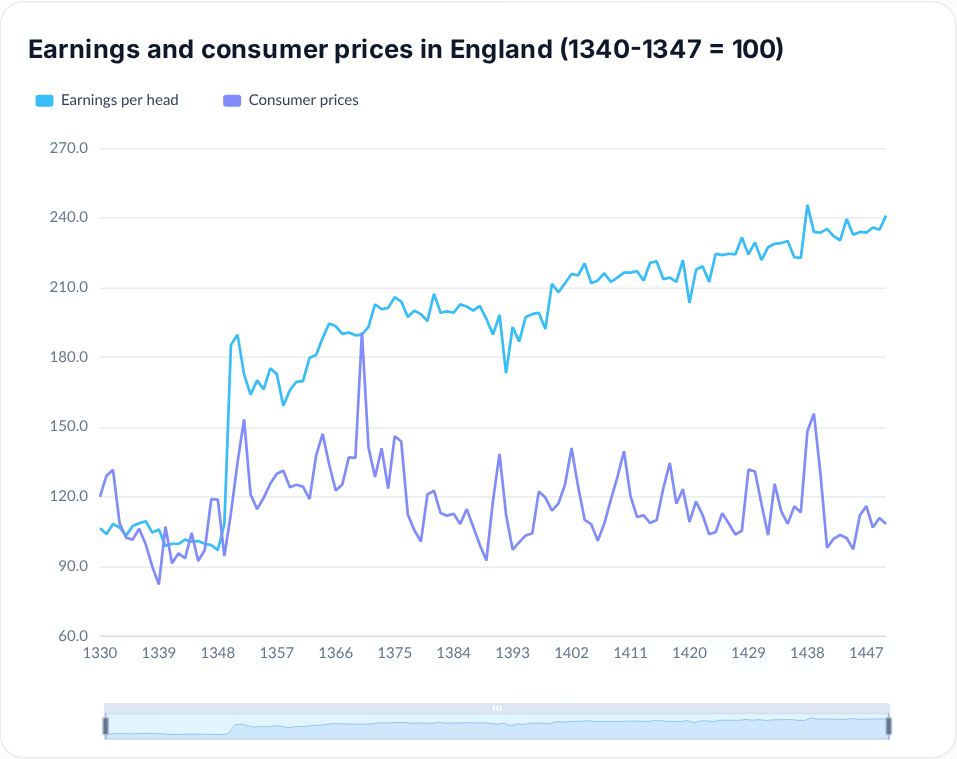 Earnings and consumer prices in England (1340-1347 = 100)
Earnings per head Consumer prices
270.0
240.0
210.0
180.0
150.0
120.0
90.0
60.0
1330 1339 1348 1357 1366 1375 1384 1393 1402 1411 1420 1429 1438 1447